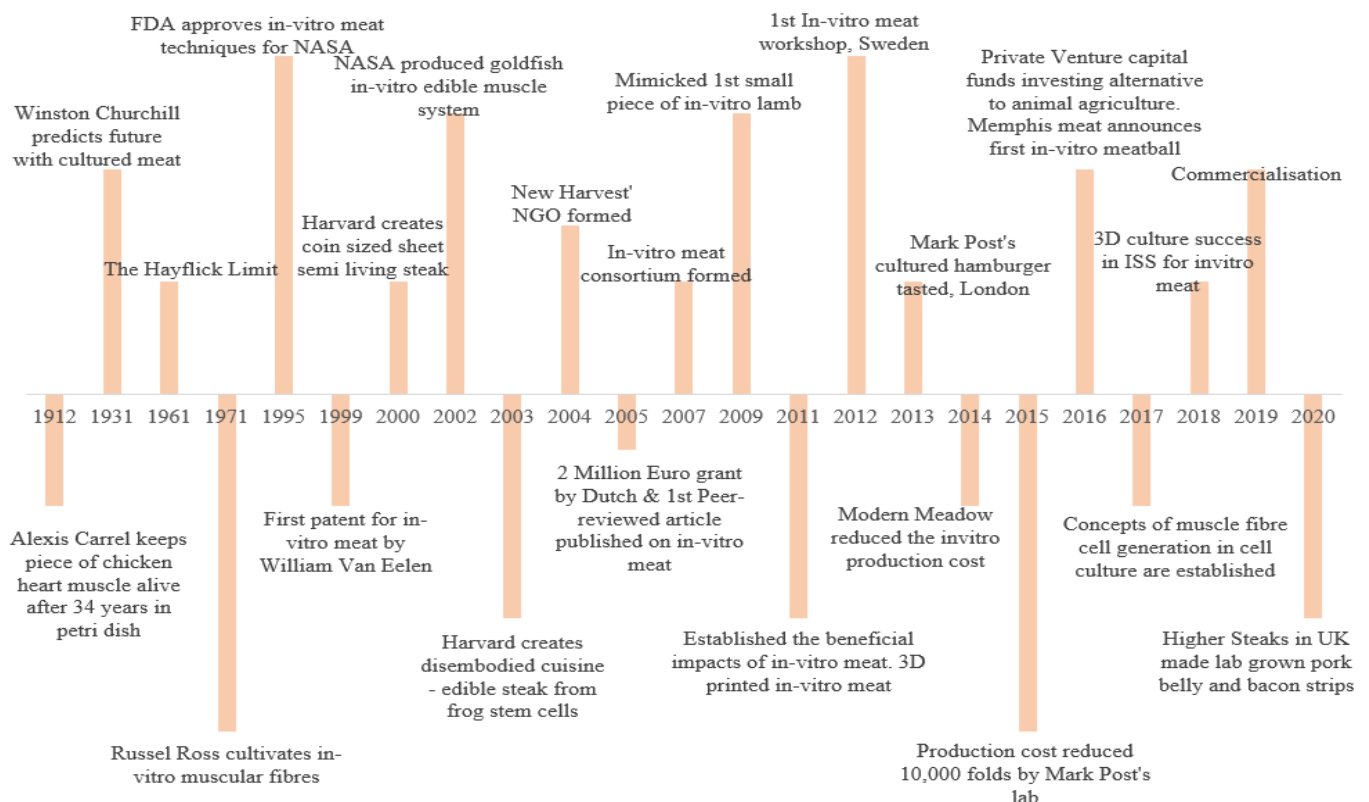 FDA approves in-vitro meat
techniques for NASA
NASA produced goldfish
in-vitro edible muscle
system
1st In-vitro meat
workshop, Sweden
Mimicked 1st small
piece of in-vitro lamb
Private Venture capital
funds investing alternative
to animal agriculture.
Memphis meat announces
first in-vitro meatball
Winston Churchill
predicts future
with cultured meat
Commercialisation
New Harvest'
NGO formed
Harvard creates
coin sized sheet
semi living steak
The Hayflick Limit
In-vitro meat
consortium formed
Mark Post's
cultured hamburger
tasted, London
3D culture success
in ISS for invitro
meat
1912 1931 1961 1971 1995 1999 2000 2002 2003 2004 2005 2007 2009 2011 2012 2013 2014 2015 2016 2017 2018 2019 2020
Alexis Carrel keeps
piece of chicken
heart muscle alive
after 34 years in
petri dish
First patent for in-
vitro meat by
William Van Eelen
2 Million Euro grant
by Dutch & 1st Peer-
reviewed article
published on in-vitro
meat
Modern Meadow
reduced the invitro
production cost
Concepts of muscle fibre
cell generation in cell
culture are established
Harvard creates
disembodied cuisine
- edible steak from
frog stem cells
Established the beneficial
impacts of in-vitro meat. 3D
printed in-vitro meat
Higher Steaks in UK
made lab grown pork
belly and bacon strips
Russel Ross cultivates in-
vitro muscular fibres
Production cost reduced
10,000 folds by Mark Post's
lab